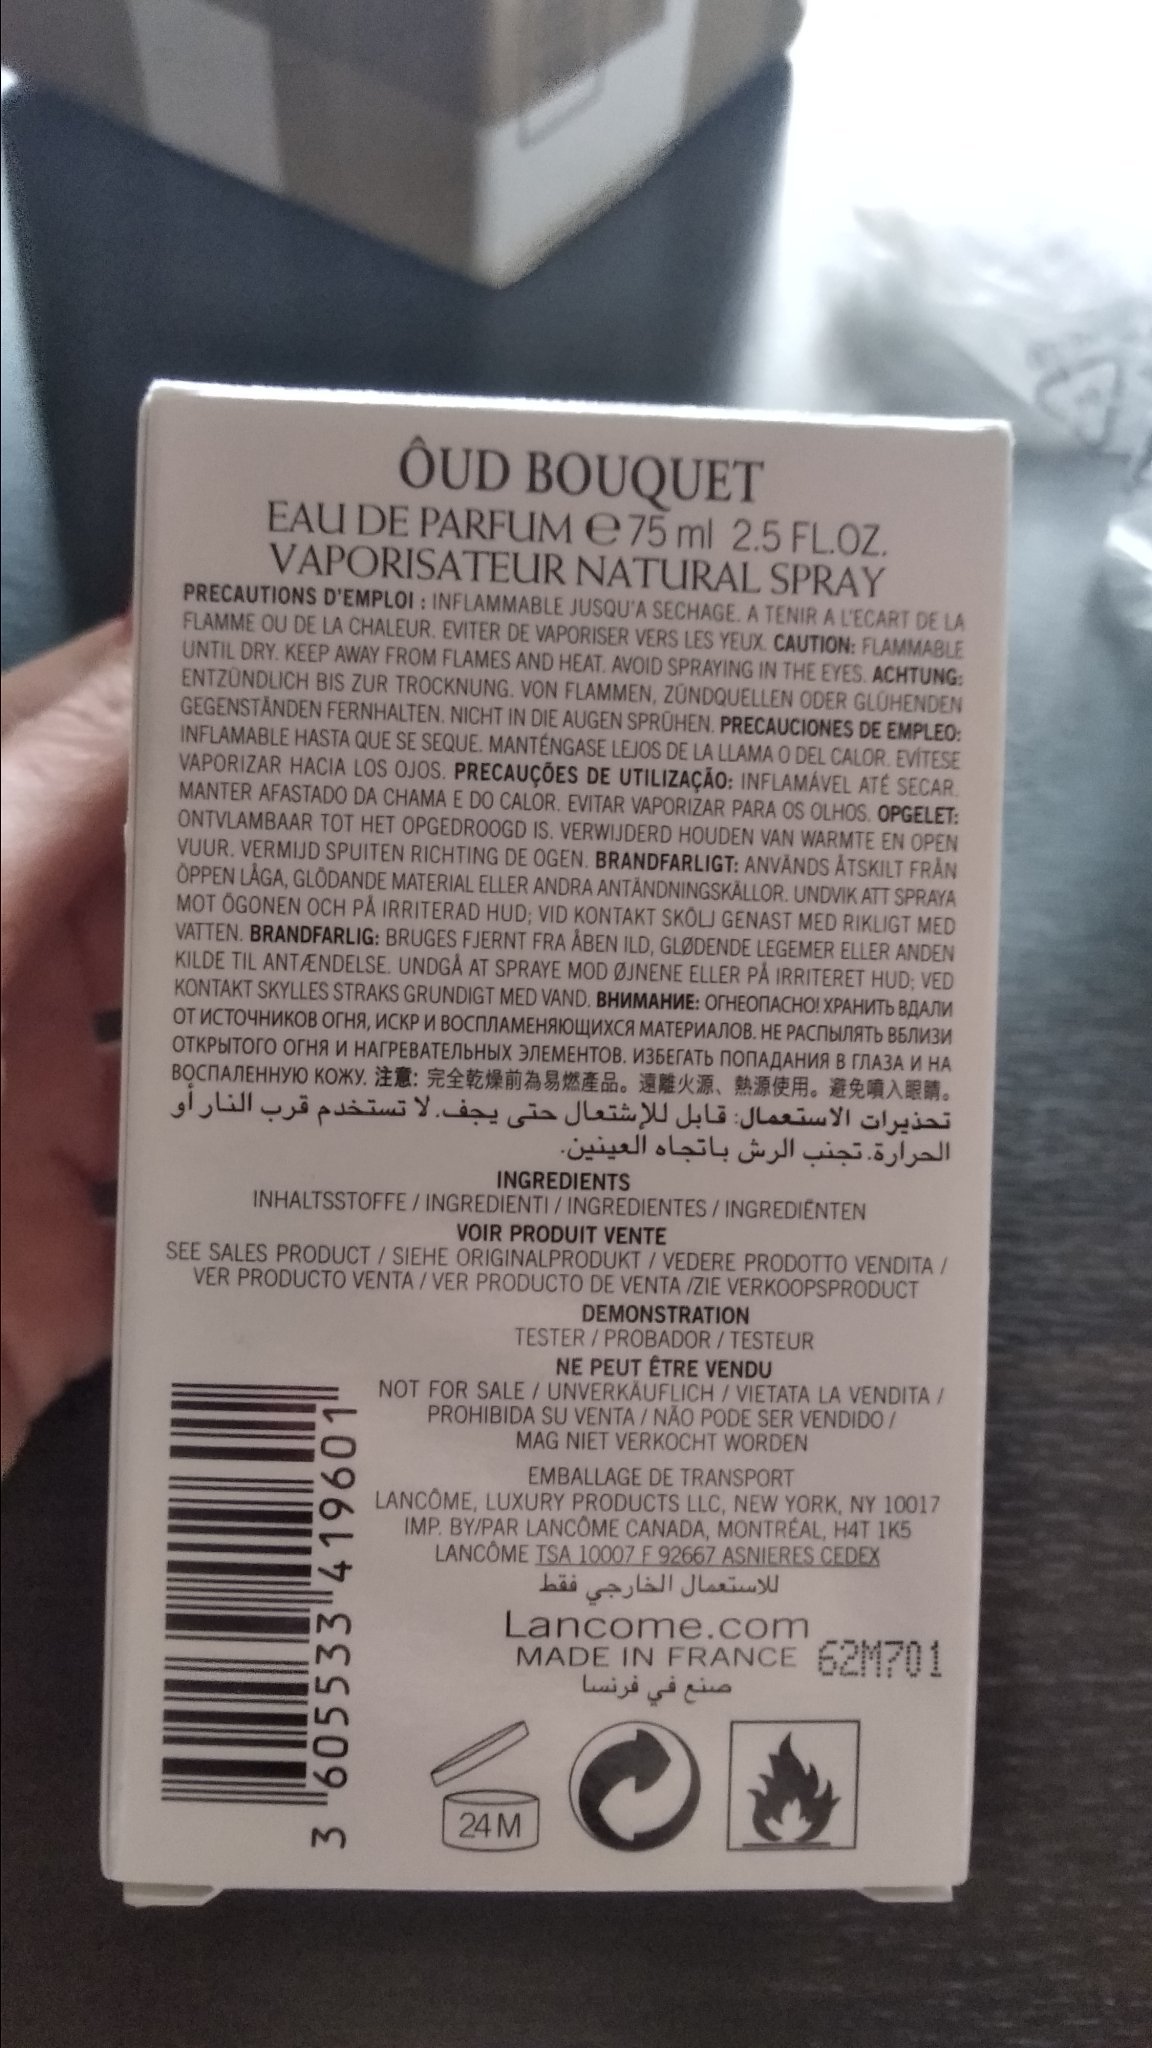 ÔUD BOUQUET
EAU DE PARFUM ℮ 75 ml 2.5 FL.OZ.
VAPORISATEUR NATURAL SPRAY
PRECAUTIONS D'EMPLOI : INFLAMMABLE JUSQU'A SECHAGE. A TENIR A L'ECART DE LA
FLAMME OU DE LA CHALEUR. EVITER DE VAPORISER VERS LES YEUX. CAUTION: FLAMMABLE
UNTIL DRY. KEEP AWAY FROM FLAMES AND HEAT. AVOID SPRAYING IN THE EYES. ACHTUNG:
ENTZÜNDLICH BIS ZUR TROCKNUNG. VON FLAMMEN, ZÜNDQUELLEN ODER GLÜHENDEN
GEGENSTÄNDEN FERNHALTEN. NICHT IN DIE AUGEN SPRÜHEN. PRECAUCIONES DE EMPLEO:
INFLAMABLE HASTA QUE SE SEQUE. MANTÉNGASE LEJOS DE LA LLAMA O DEL CALOR. EVÍTESE
VAPORIZAR HACIA LOS OJOS. PRECAUÇÕES DE UTILIZAÇÃO: INFLAMÁVEL ATÉ SECAR.
MANTER AFASTADO DA CHAMA E DO CALOR. EVITAR VAPORIZAR PARA OS OLHOS. OPGELET:
ONTVLAMBAAR TOT HET OPGEDROOGD IS. VERWIJDERD HOUDEN VAN WARMTE EN OPEN
VUUR. VERMIJD SPUITEN RICHTING DE OGEN. BRANDFARLIGT: ANVÄNDS ÅTSKILT FRÅN
ÖPPEN LÅGA, GLÖDANDE MATERIAL ELLER ANDRA ANTÄNDNINGSKÄLLOR. UNDVIK ATT SPRAYA
MOT ÖGONEN OCH PÅ IRRITERAD HUD; VID KONTAKT SKÖLJ GENAST MED RIKLIGT MED
VATTEN. BRANDFARLIG: BRUGES FJERNT FRA ÅBEN ILD, GLØDENDE LEGEMER ELLER ANDEN
KILDE TIL ANTÆNDELSE. UNDGÅ AT SPRAYE MOD ØJNENE ELLER PÅ IRRITERET HUD; VED
KONTAKT SKYLLES STRAKS GRUNDIGT MED VAND. ВНИМАНИЕ: ОГНЕОПАСНО! ХРАНИТЬ ВДАЛИ
ОТ ИСТОЧНИКОВ ОГНЯ, ИСКР И ВОСПЛАМЕНЯЮЩИХСЯ МАТЕРИАЛОВ. НЕ РАСПЫЛЯТЬ ВБЛИЗИ
ОТКРЫТОГО ОГНЯ И НАГРЕВАТЕЛЬНЫХ ЭЛЕМЕНТОВ. ИЗБЕГАТЬ ПОПАДАНИЯ В ГЛАЗА И НА
ВОСПАЛЕННУЮ КОЖУ. 注意: 完全乾燥前為易燃產品。遠離火源、熱源使用。避免噴入眼睛。
تحذيرات الاستعمال: قابل للإشتعال حتى يجف. لا تستخدم قرب النار أو
الحرارة. تجنب الرش باتجاه العينين.
INGREDIENTS
INHALTSSTOFFE / INGREDIENTI / INGREDIENTES / INGREDIËNTEN
VOIR PRODUIT VENTE
SEE SALES PRODUCT / SIEHE ORIGINALPRODUKT / VEDERE PRODOTTO VENDITA /
VER PRODUCTO VENTA / VER PRODUCTO DE VENTA /ZIE VERKOOPSPRODUCT
DEMONSTRATION
TESTER / PROBADOR / TESTEUR
NE PEUT ÊTRE VENDU
NOT FOR SALE / UNVERKÄUFLICH / VIETATA LA VENDITA /
PROHIBIDA SU VENTA / NÃO PODE SER VENDIDO /
MAG NIET VERKOCHT WORDEN
EMBALLAGE DE TRANSPORT
LANCÔME, LUXURY PRODUCTS LLC, NEW YORK, NY 10017
IMP. BY/PAR LANCÔME CANADA, MONTRÉAL, H4T 1K5
LANCÔME TSA 10007 F 92667 ASNIERES CEDEX
للاستعمال الخارجي فقط
Lancome.com
MADE IN FRANCE 62M701
صنع في فرنسا
24M
3 605533 419601